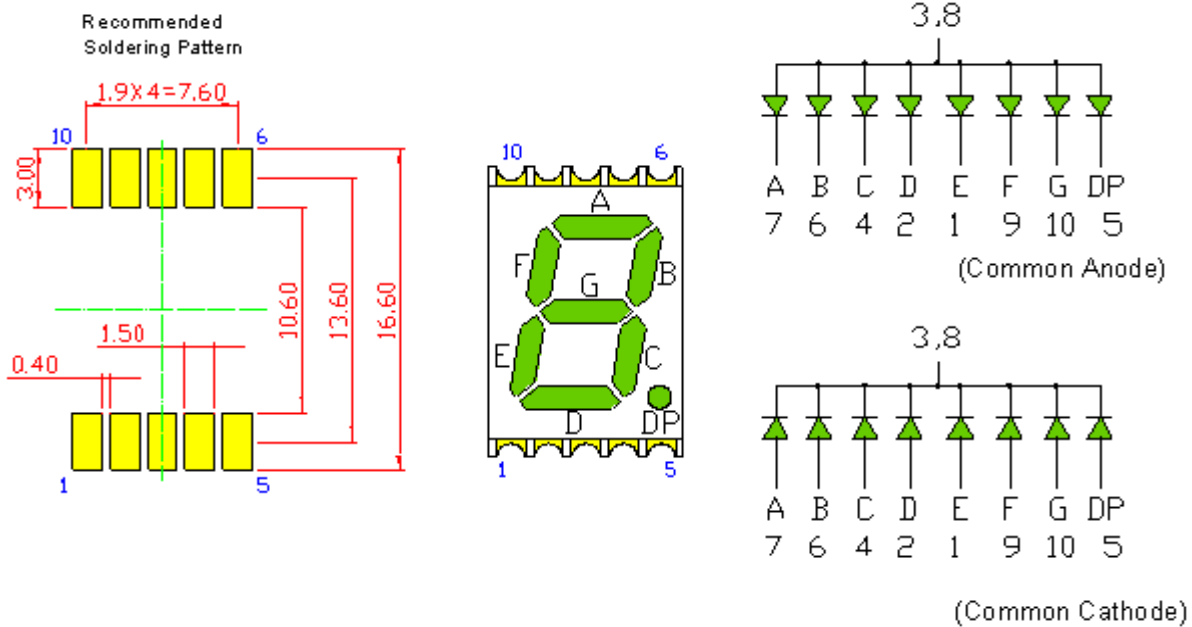 Recommended
Soldering Pattern
1.9X4=7.60
10 6
3.00
10.60
13.60
16.60
1.50
0.40
1 5
10 6
A
F B
G
E C
D DP
1 5
3,8
A B C D E F G DP
7 6 4 2 1 9 10 5
(Common Anode)
3,8
A B C D E F G DP
7 6 4 2 1 9 10 5
(Common Cathode)